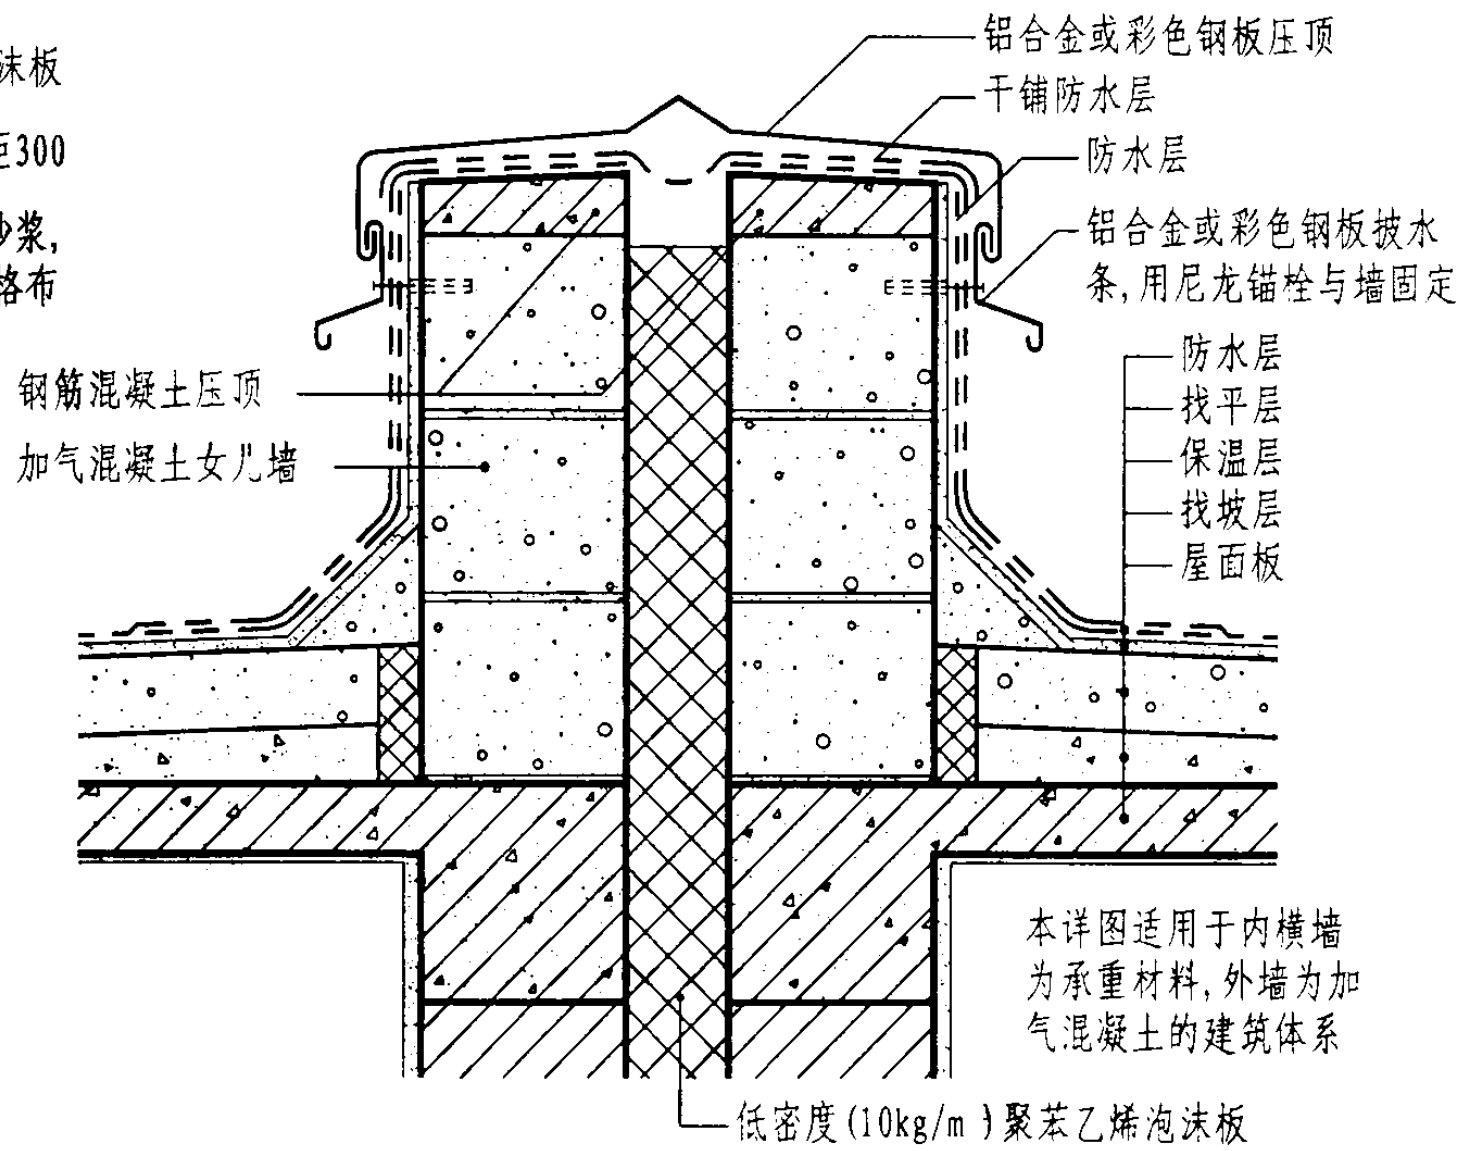 沫板
距300
砂浆,
格布
铝合金或彩色钢板压顶
干铺防水层
防水层
铝合金或彩色钢板披水
条,用尼龙锚栓与墙固定
钢筋混凝土压顶
加气混凝土女儿墙
防水层
找平层
保温层
找坡层
屋面板
本详图适用于内横墙
为承重材料,外墙为加
气混凝土的建筑体系
低密度(10kg/m )聚苯乙烯泡沫板